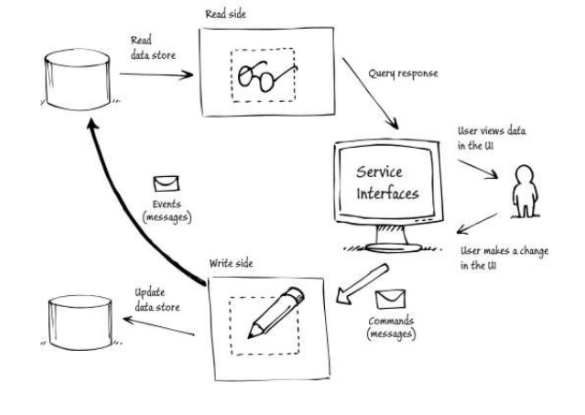 Read side
Read
data store
Query response
User views data
in the UI
Service
Interfaces
Events
(messages)
User makes a change
in the UI
Write side
Update
data store
Commands
(messages)